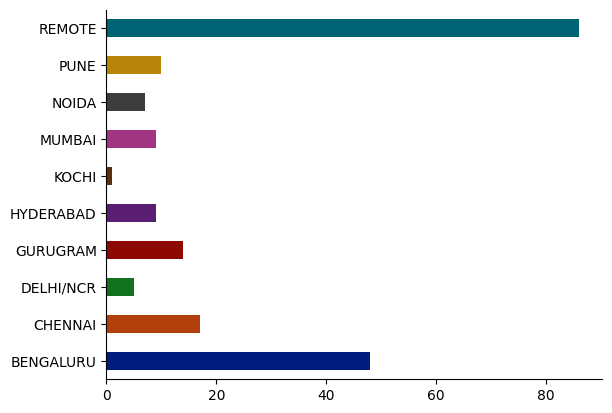 REMOTE
PUNE
NOIDA
MUMBAI
KOCHI
HYDERABAD
GURUGRAM
DELHI/NCR
CHENNAI
BENGALURU
0 20 40 60 80